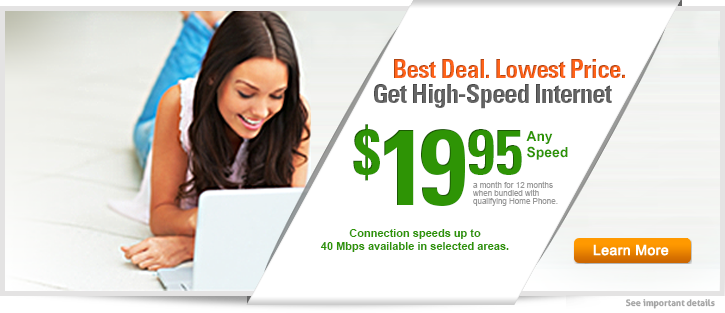 Best Deal. Lowest Price.
Get High-Speed Internet
$19.95 Any
Speed
a month for 12 months
when bundled with
qualifying Home Phone.
Connection speeds up to
40 Mbps available in selected areas.
Learn More
See important details